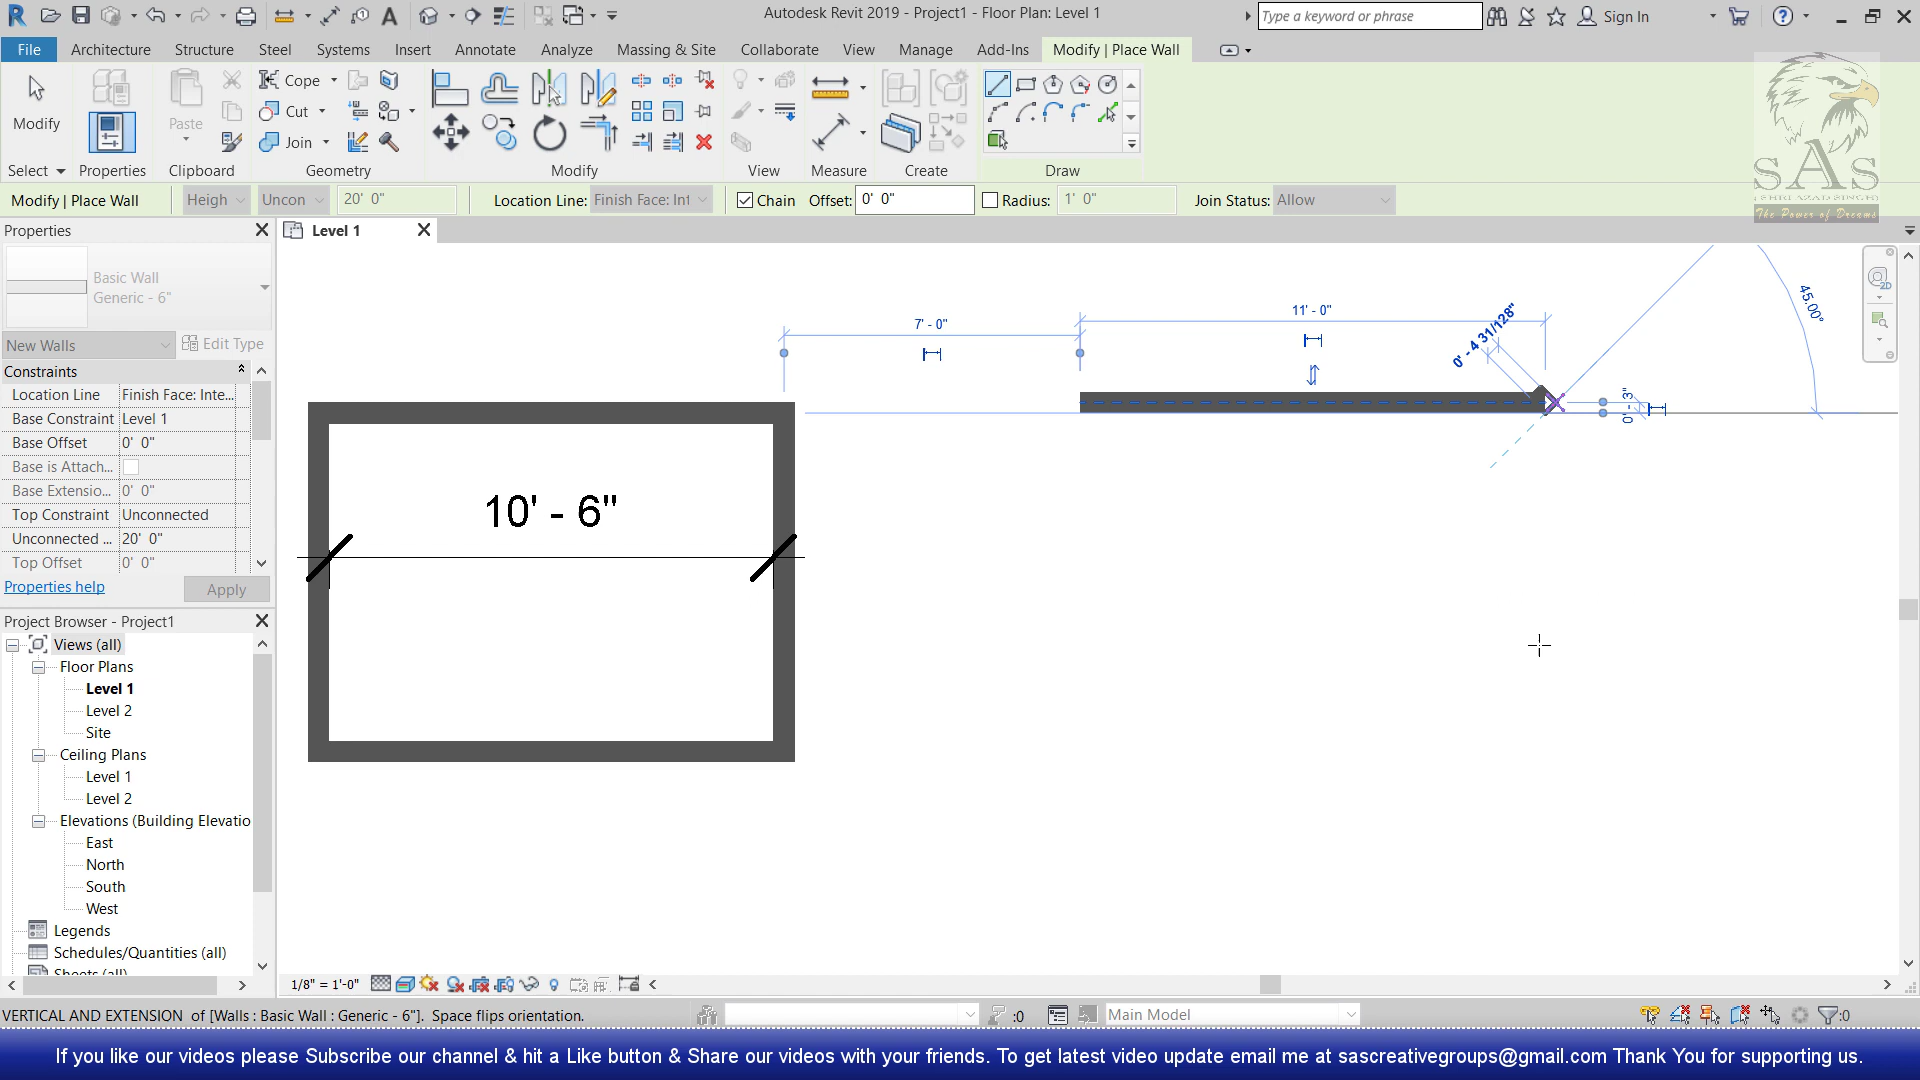 Autodesk Revit 2019 - Project1 - Floor Plan: Level 1
Type a keyword or phrase
Sign In
File Architecture Structure Steel Systems Insert Annotate Analyze Massing & Site Collaborate View Manage Add-Ins Modify | Place Wall
Modify Paste Cope Cut Join
Select Properties Clipboard Geometry Modify View Measure Create Draw
SAS
The Power of Dreams
Modify | Place Wall Heigh Uncon 20' 0" Location Line: Finish Face: Int Chain Offset: 0' 0" Radius: 1' 0" Join Status: Allow
Properties
Level 1
Basic Wall
Generic - 6"
New Walls Edit Type
Constraints
Location Line Finish Face: Inte...
Base Constraint Level 1
Base Offset 0' 0"
Base is Attach...
Base Extensio... 0' 0"
Top Constraint Unconnected
Unconnected ... 20' 0"
Top Offset 0' 0"
Properties help Apply
Project Browser - Project1
Views (all)
Floor Plans
Level 1
Level 2
Site
Ceiling Plans
Level 1
Level 2
Elevations (Building Elevatio
East
North
South
West
Legends
Schedules/Quantities (all)
Sheets (all)
7' - 0"
11' - 0"
0' - 4 31/128"
45.00°
0' - 3"
10' - 6"
2D
1/8" = 1'-0"
VERTICAL AND EXTENSION of [Walls : Basic Wall : Generic - 6"]. Space flips orientation.
:0
Main Model
:0
If you like our videos please Subscribe our channel & hit a Like button & Share our videos with your friends. To get latest video update email me at sascreativegroups@gmail.com Thank You for supporting us.